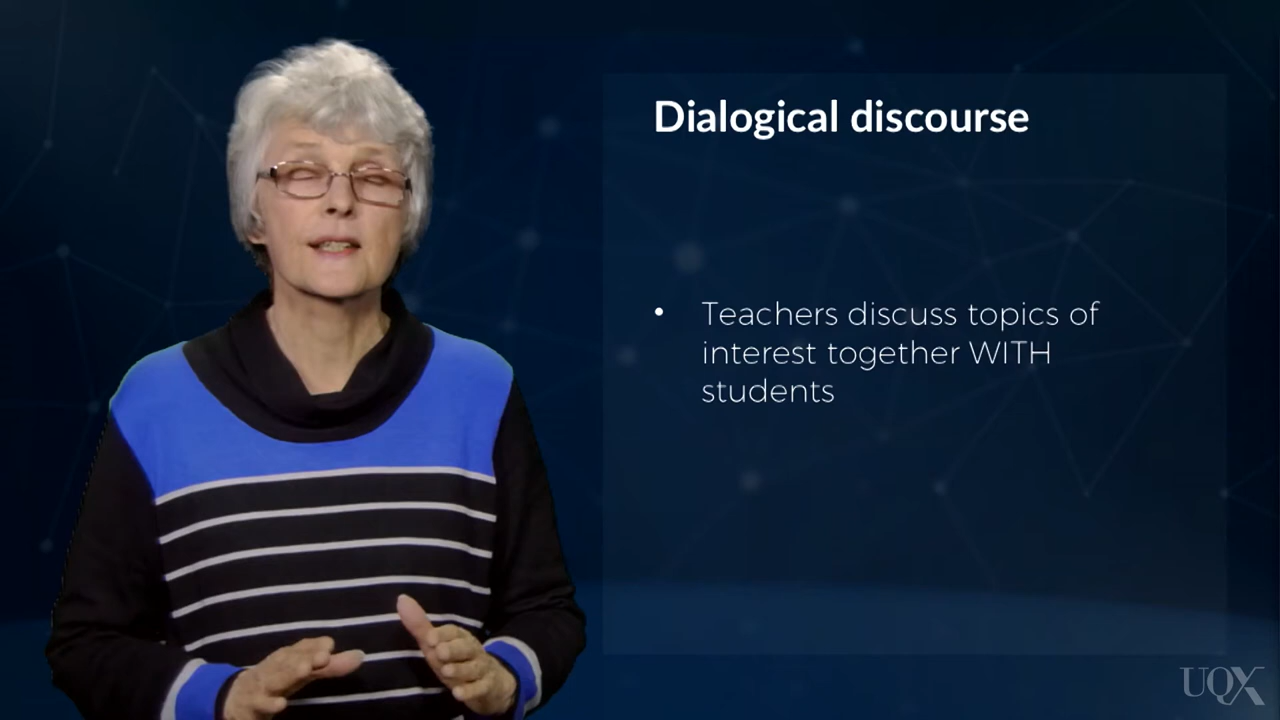 Dialogical discourse
• Teachers discuss topics of
interest together WITH
students
UQX